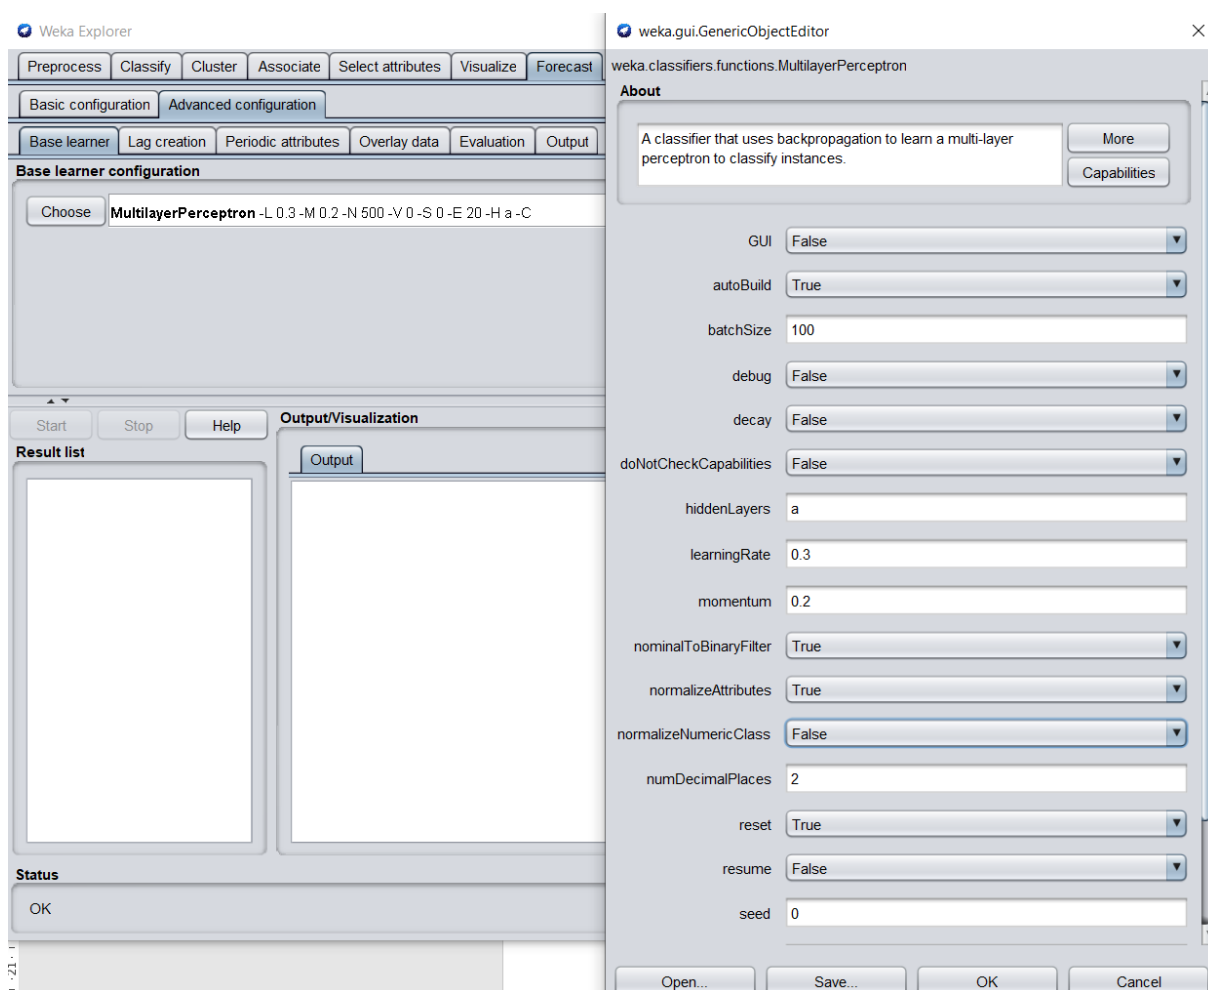 Weka Explorer
Preprocess Classify Cluster Associate Select attributes Visualize Forecast
Basic configuration Advanced configuration
Base learner Lag creation Periodic attributes Overlay data Evaluation Output
Base learner configuration
Choose MultilayerPerceptron -L 0.3 -M 0.2 -N 500 -V 0 -S 0 -E 20 -H a -C
Start Stop Help
Result list
Output/Visualization
Output
Status
OK
21
weka.gui.GenericObjectEditor
weka.classifiers.functions.MultilayerPerceptron
About
A classifier that uses backpropagation to learn a multi-layer
perceptron to classify instances.
More
Capabilities
GUI False
autoBuild True
batchSize 100
debug False
decay False
doNotCheckCapabilities False
hiddenLayers a
learningRate 0.3
momentum 0.2
nominalToBinaryFilter True
normalizeAttributes True
normalizeNumericClass False
numDecimalPlaces 2
reset True
resume False
seed 0
Open... Save... OK Cancel